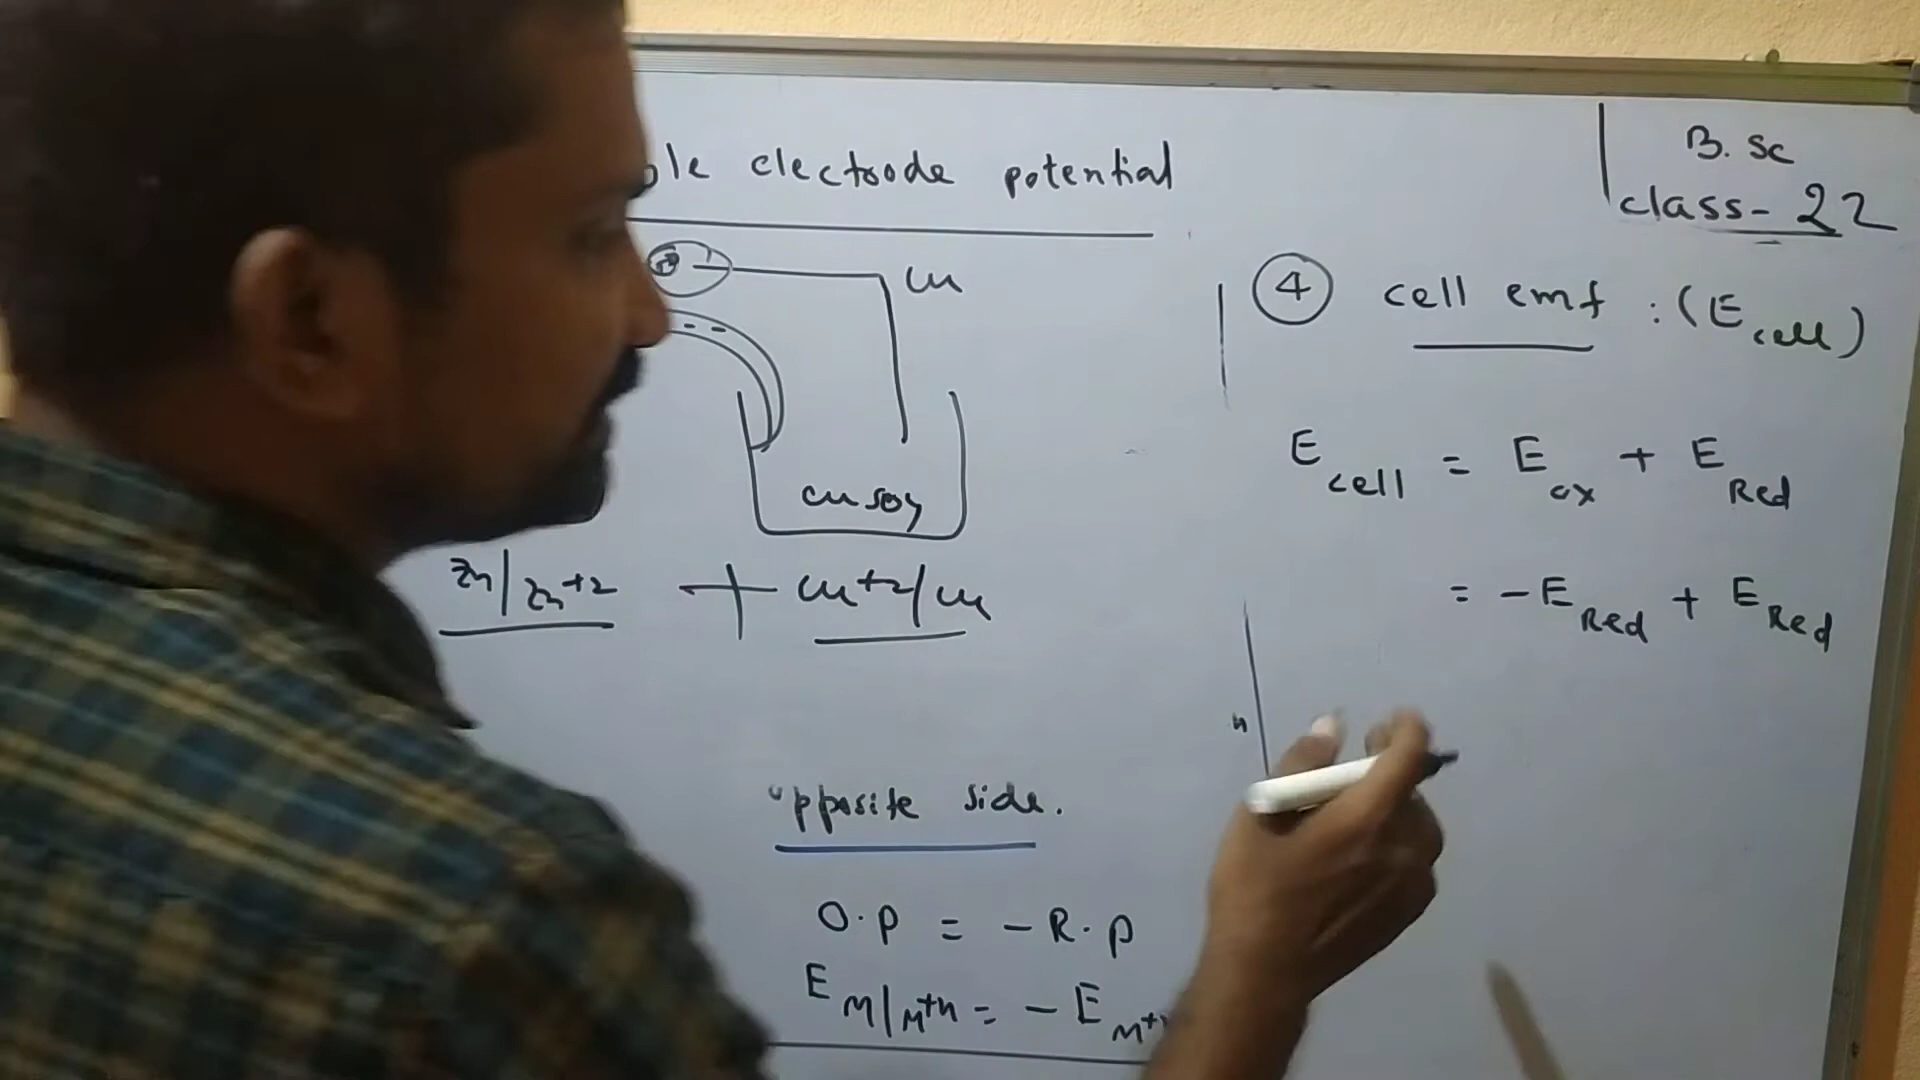 ble electrode potential
B. Sc
class- 22
cu
④ cell emf : (E cell)
cuso4
E cell = E ox + E Red
Zn/Zn+2 + cu+2/cu
= -E Red + E Red
opposite side.
O.P = -R.P
E M/M+n = - E M+n